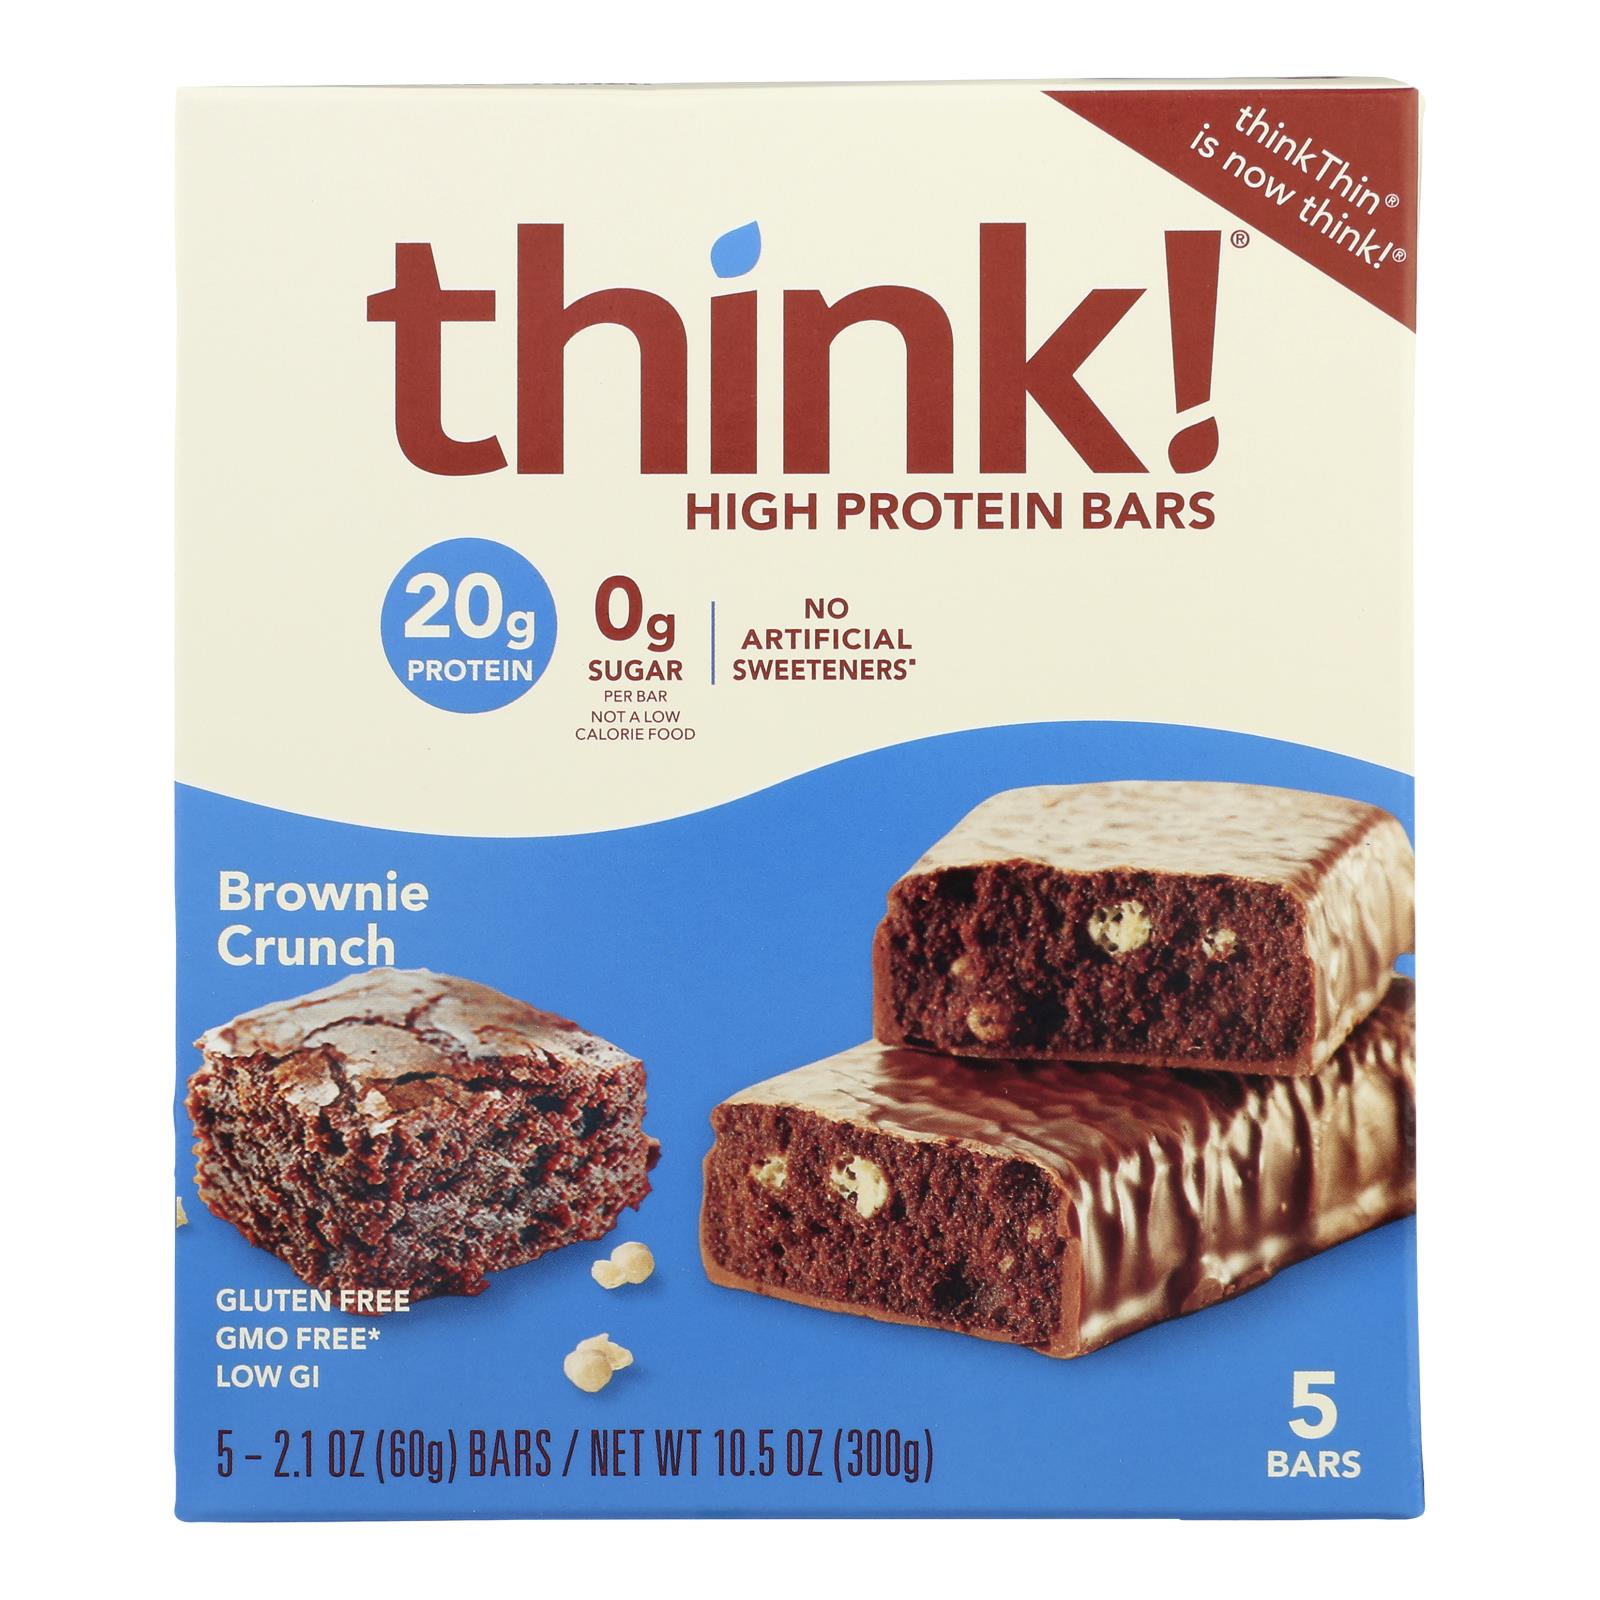 thinkThin®
is now think!®
think!®
HIGH PROTEIN BARS
20g
PROTEIN
0g
SUGAR
PER BAR
NOT A LOW
CALORIE FOOD
NO
ARTIFICIAL
SWEETENERS▪
Brownie
Crunch
GLUTEN FREE
GMO FREE*
LOW GI
5 – 2.1 OZ (60g) BARS / NET WT 10.5 OZ (300g)
5
BARS